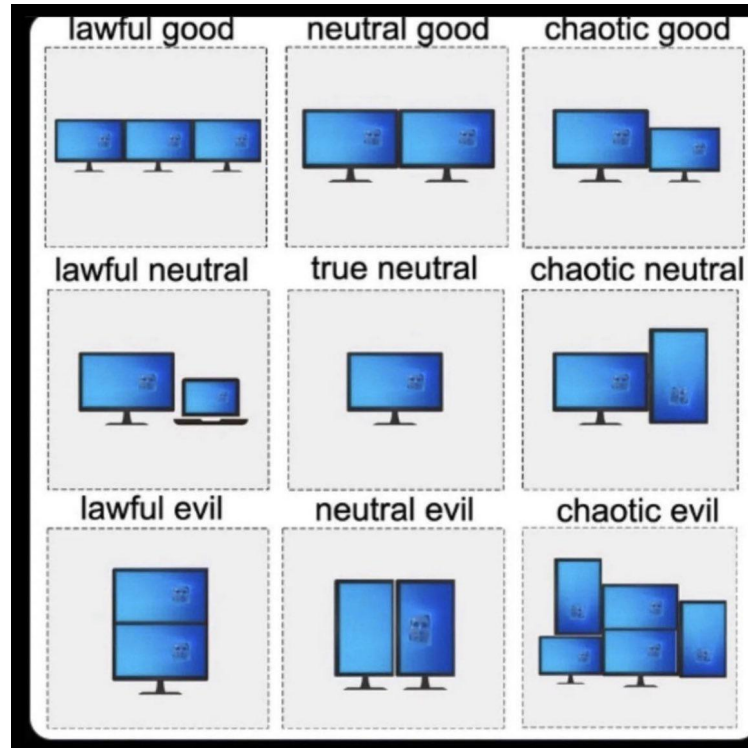 lawful good
neutral good
chaotic good
lawful neutral
true neutral
chaotic neutral
lawful evil
neutral evil
chaotic evil